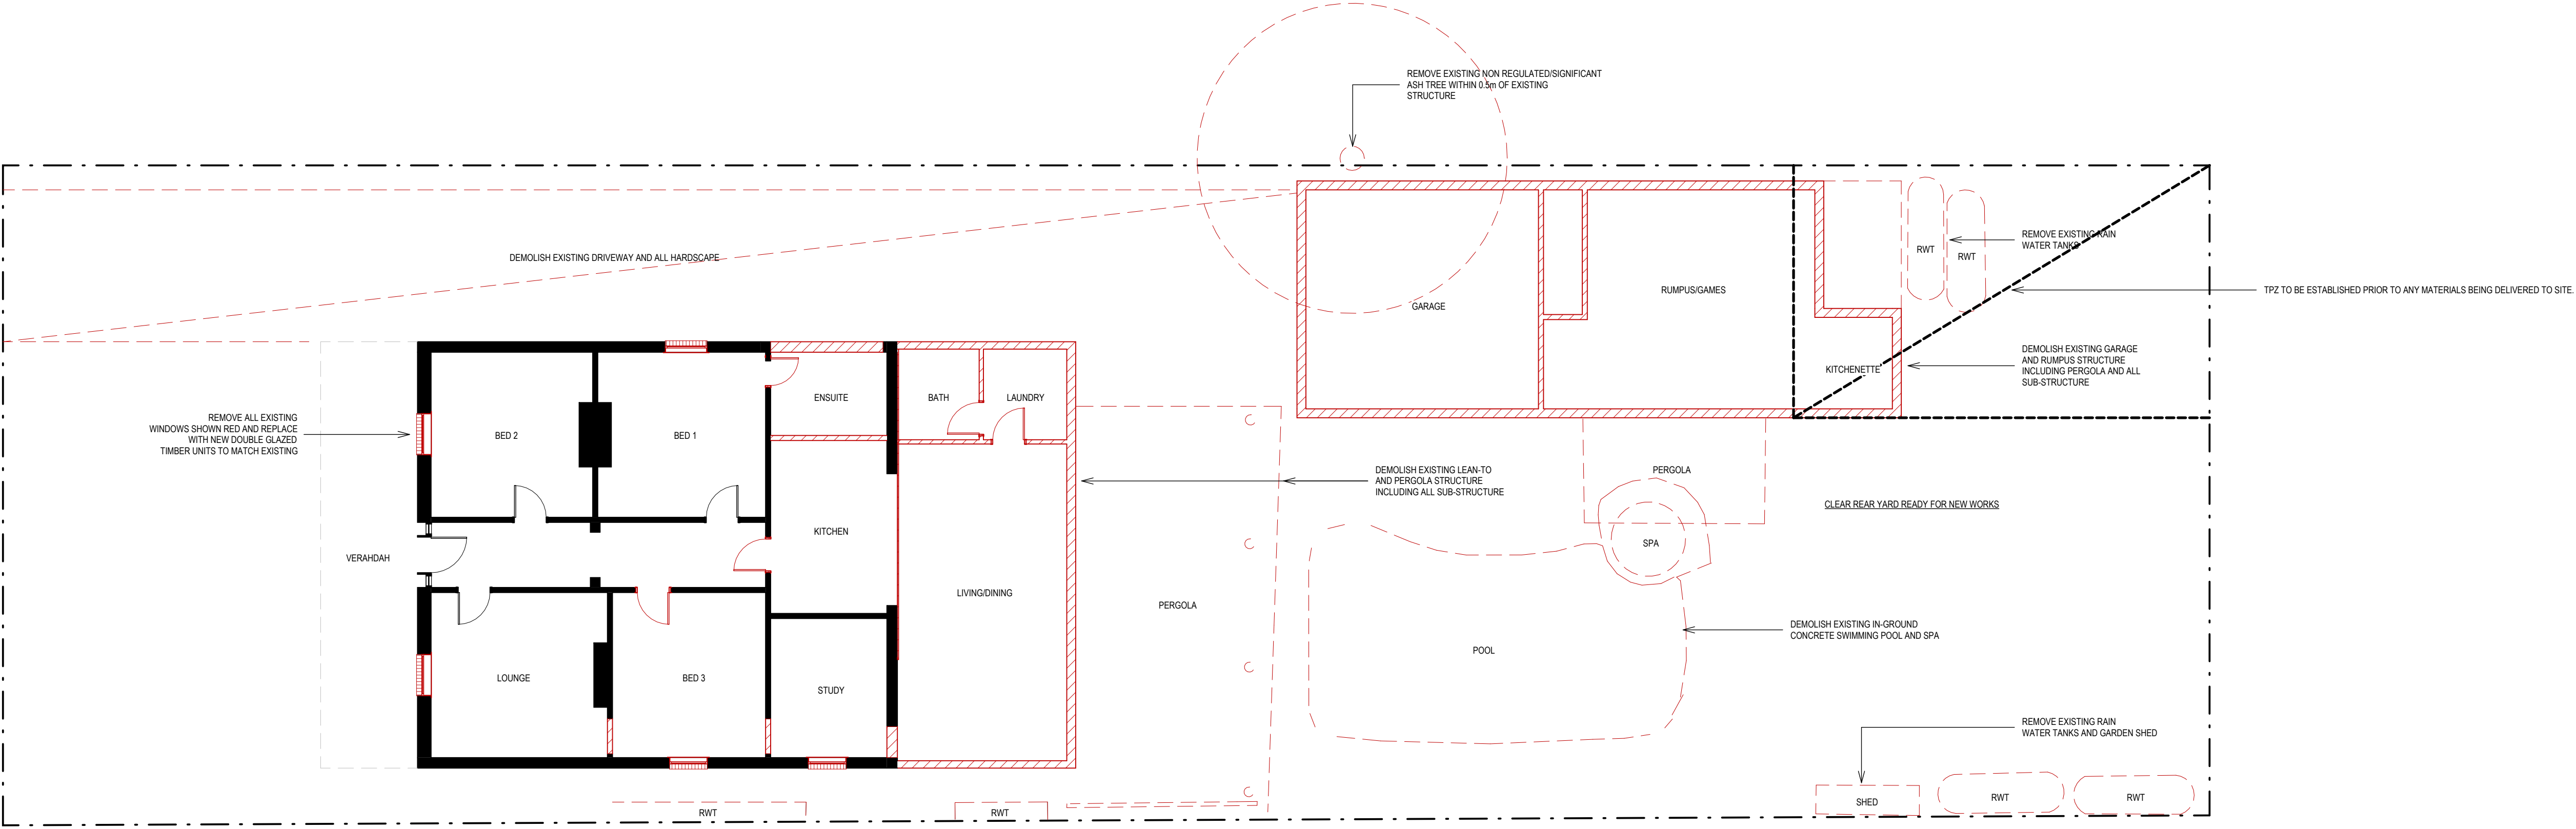 REMOVE EXISTING NON REGULATED/SIGNIFICANT
ASH TREE WITHIN 0.5m OF EXISTING
STRUCTURE
DEMOLISH EXISTING DRIVEWAY AND ALL HARDSCAPE
RWT
RWT
REMOVE EXISTING RAIN
WATER TANKS
RUMPUS/GAMES
TPZ TO BE ESTABLISHED PRIOR TO ANY MATERIALS BEING DELIVERED TO SITE.
GARAGE
KITCHENETTE
DEMOLISH EXISTING GARAGE
AND RUMPUS STRUCTURE
INCLUDING PERGOLA AND ALL
SUB-STRUCTURE
REMOVE ALL EXISTING
WINDOWS SHOWN RED AND REPLACE
WITH NEW DOUBLE GLAZED
TIMBER UNITS TO MATCH EXISTING
BED 2
BED 1
ENSUITE
BATH
LAUNDRY
DEMOLISH EXISTING LEAN-TO
AND PERGOLA STRUCTURE
INCLUDING ALL SUB-STRUCTURE
PERGOLA
CLEAR REAR YARD READY FOR NEW WORKS
KITCHEN
SPA
VERAHDAH
LIVING/DINING
PERGOLA
DEMOLISH EXISTING IN-GROUND
CONCRETE SWIMMING POOL AND SPA
POOL
LOUNGE
BED 3
STUDY
REMOVE EXISTING RAIN
WATER TANKS AND GARDEN SHED
SHED
RWT
RWT
RWT
RWT